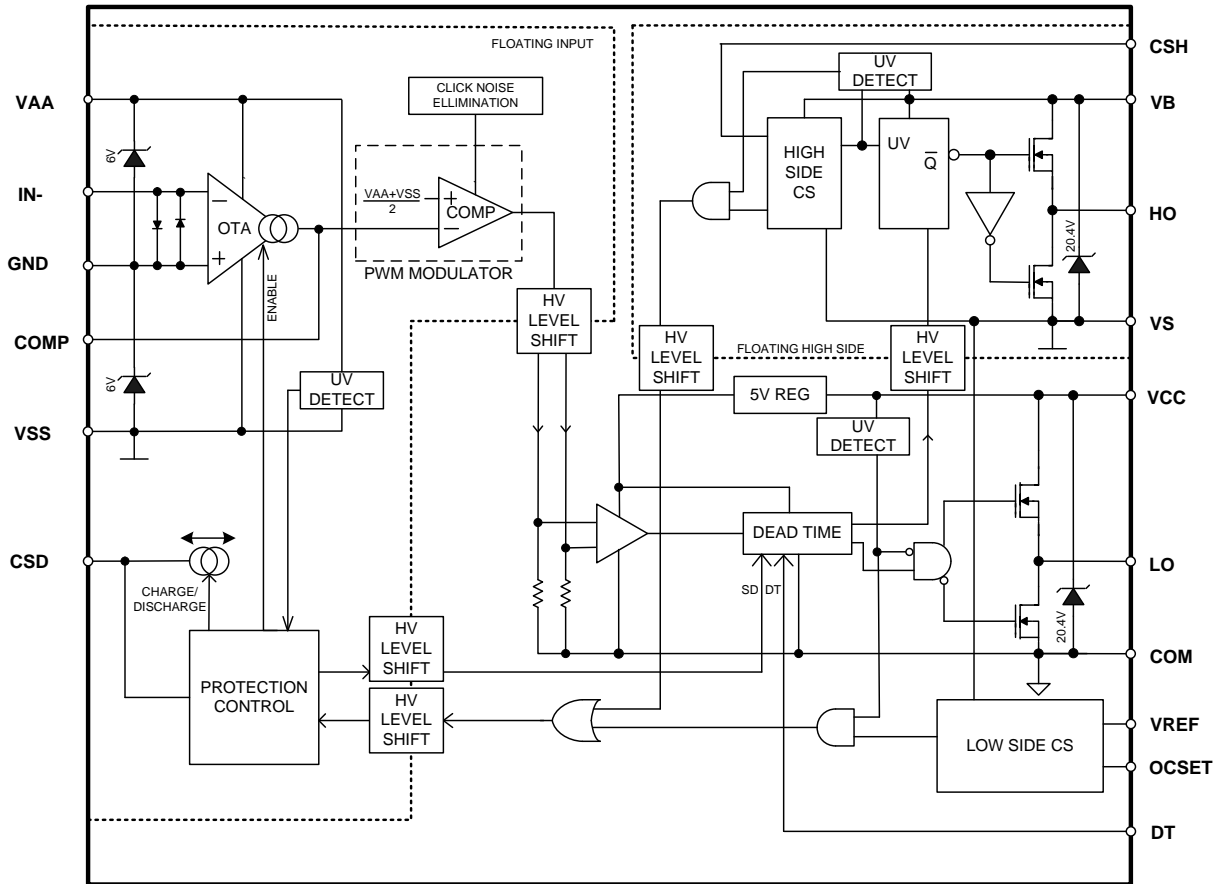 FLOATING INPUT
CLICK NOISE
ELLIMINATION
UV
DETECT
CSH
VAA
VB
6V
HIGH
SIDE
CS
UV
Q
VAA+VSS
2
+
COMP
−
PWM MODULATOR
IN-
−
OTA
+
HO
20.4V
GND
ENABLE
HV
LEVEL
SHIFT
COMP
VS
HV
LEVEL
SHIFT
FLOATING HIGH SIDE
HV
LEVEL
SHIFT
6V
UV
DETECT
5V REG
VCC
UV
DETECT
VSS
DEAD TIME
CSD
LO
CHARGE/
DISCHARGE
SD
DT
20.4V
HV
LEVEL
SHIFT
COM
PROTECTION
CONTROL
HV
LEVEL
SHIFT
LOW SIDE CS
VREF
OCSET
DT